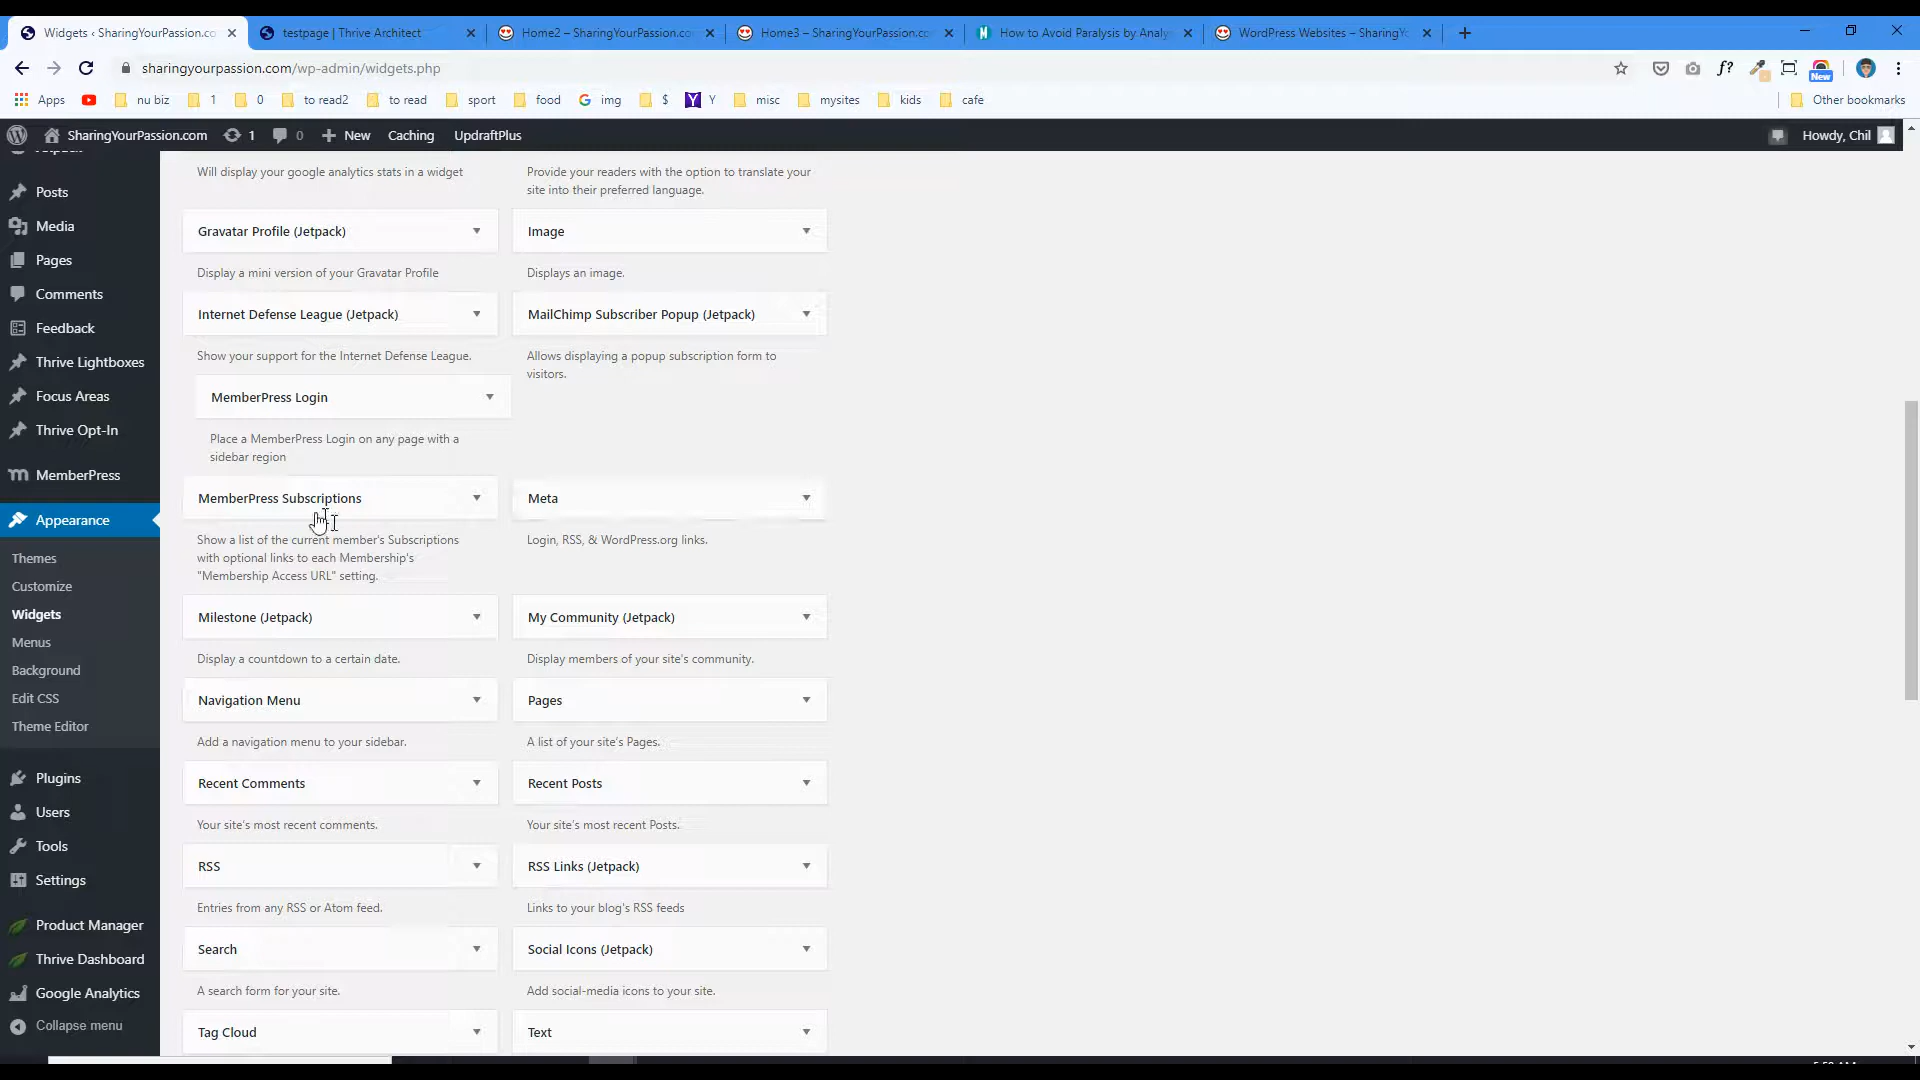 Widgets ‹ SharingYourPassion.co
testpage | Thrive Architect
Home2 – SharingYourPassion.co
Home3 – SharingYourPassion.co
How to Avoid Paralysis by Analy
WordPress Websites – SharingY
sharingyourpassion.com/wp-admin/widgets.php
f?
New
Apps
nu biz
1
0
to read2
to read
sport
food
img
$
Y
misc
mysites
kids
cafe
Other bookmarks
SharingYourPassion.com
1
0
New
Caching
UpdraftPlus
Howdy, Chil
Posts
Media
Pages
Comments
Feedback
Thrive Lightboxes
Focus Areas
Thrive Opt-In
MemberPress
Appearance
Themes
Customize
Widgets
Menus
Background
Edit CSS
Theme Editor
Plugins
Users
Tools
Settings
Product Manager
Thrive Dashboard
Google Analytics
Collapse menu
Will display your google analytics stats in a widget
Provide your readers with the option to translate your
site into their preferred language.
Gravatar Profile (Jetpack)
Image
Display a mini version of your Gravatar Profile
Displays an image.
Internet Defense League (Jetpack)
MailChimp Subscriber Popup (Jetpack)
Show your support for the Internet Defense League.
Allows displaying a popup subscription form to
visitors.
MemberPress Login
Place a MemberPress Login on any page with a
sidebar region
MemberPress Subscriptions
Meta
Show a list of the current member's Subscriptions
with optional links to each Membership's
"Membership Access URL" setting.
Login, RSS, & WordPress.org links.
Milestone (Jetpack)
My Community (Jetpack)
Display a countdown to a certain date.
Display members of your site's community.
Navigation Menu
Pages
Add a navigation menu to your sidebar.
A list of your site's Pages.
Recent Comments
Recent Posts
Your site's most recent comments.
Your site's most recent Posts.
RSS
RSS Links (Jetpack)
Entries from any RSS or Atom feed.
Links to your blog's RSS feeds
Search
Social Icons (Jetpack)
A search form for your site.
Add social-media icons to your site.
Tag Cloud
Text